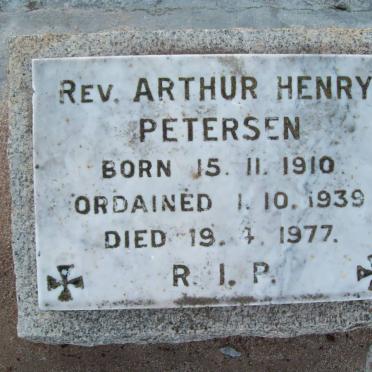 REV. ARTHUR HENRY
PETERSEN
BORN 15. 11. 1910
ORDAINED 1. 10. 1939
DIED 19. 4. 1977.
R. I. P.